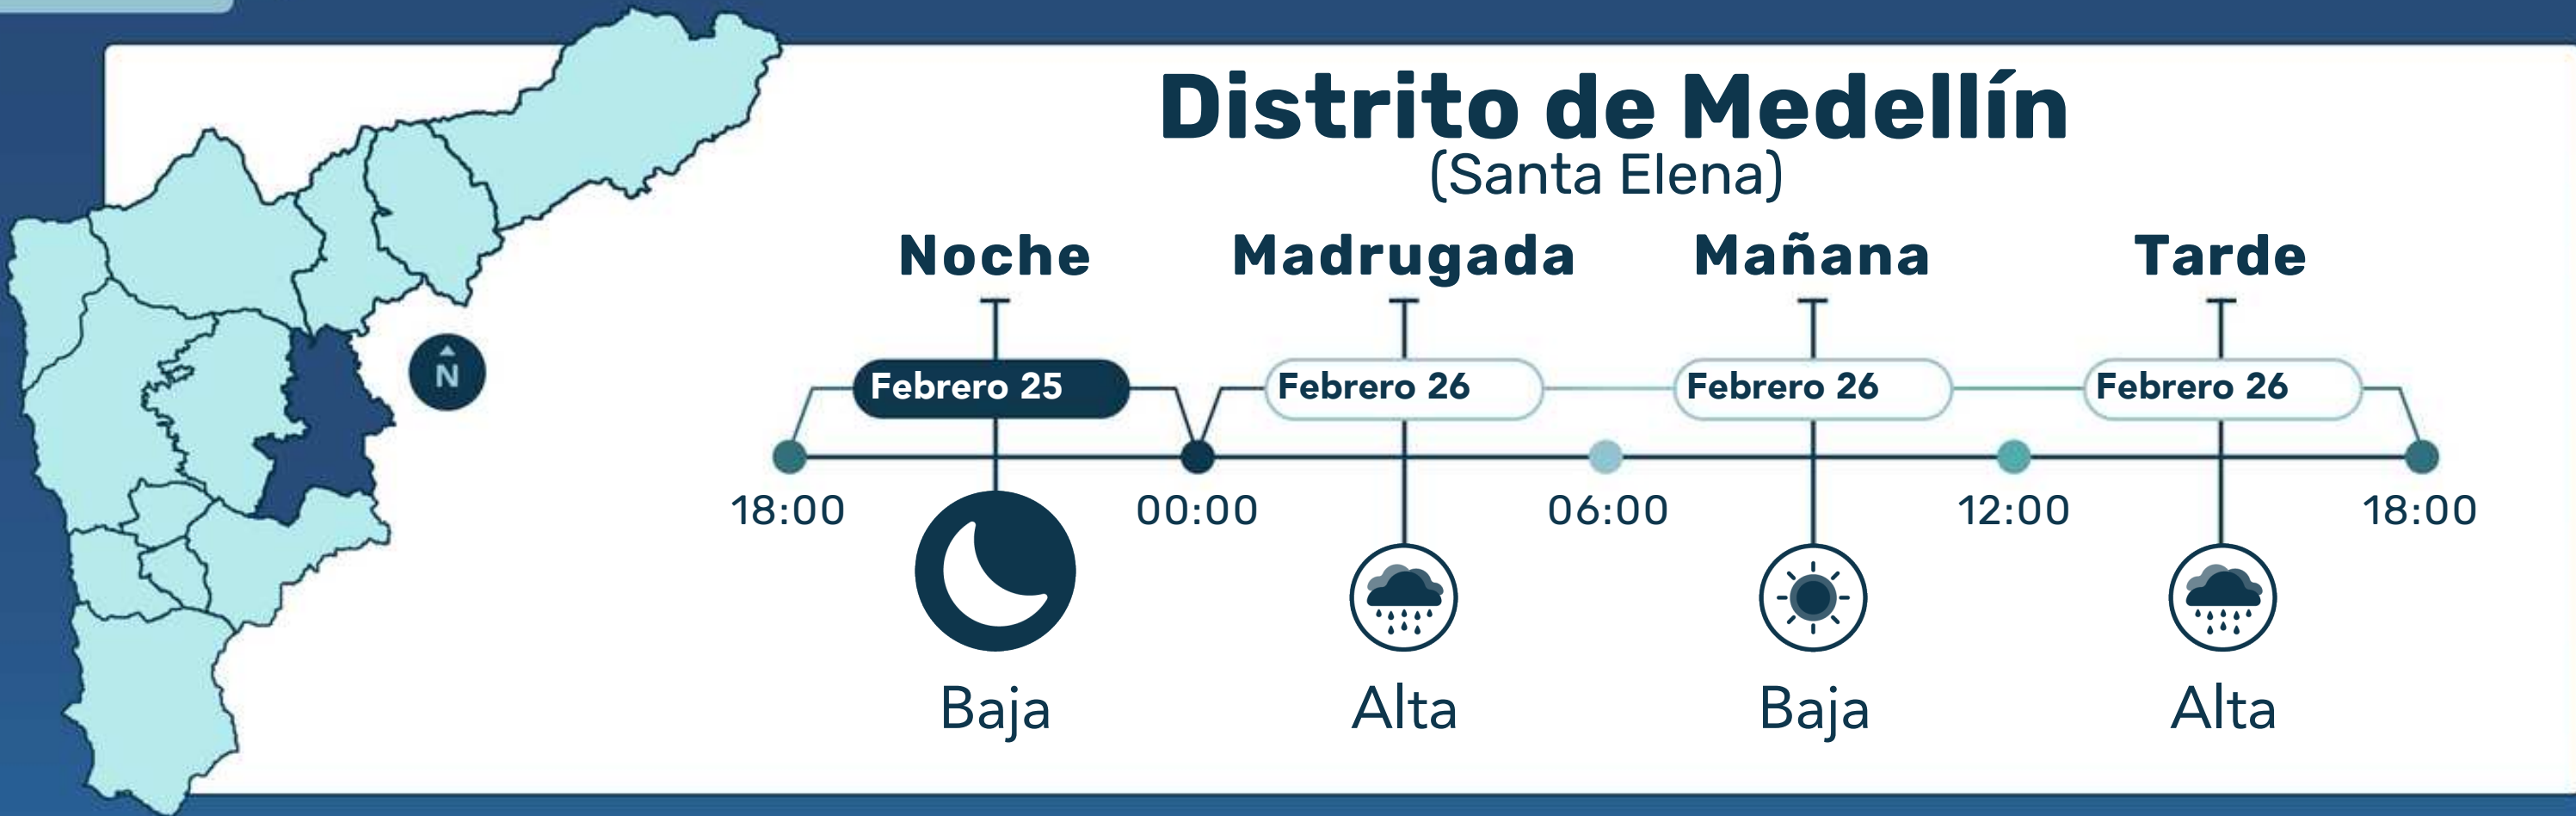 Distrito de Medellín
(Santa Elena)
Noche Madrugada Mañana Tarde
N
Febrero 25 Febrero 26 Febrero 26 Febrero 26
18:00 00:00 06:00 12:00 18:00
Baja Alta Baja Alta